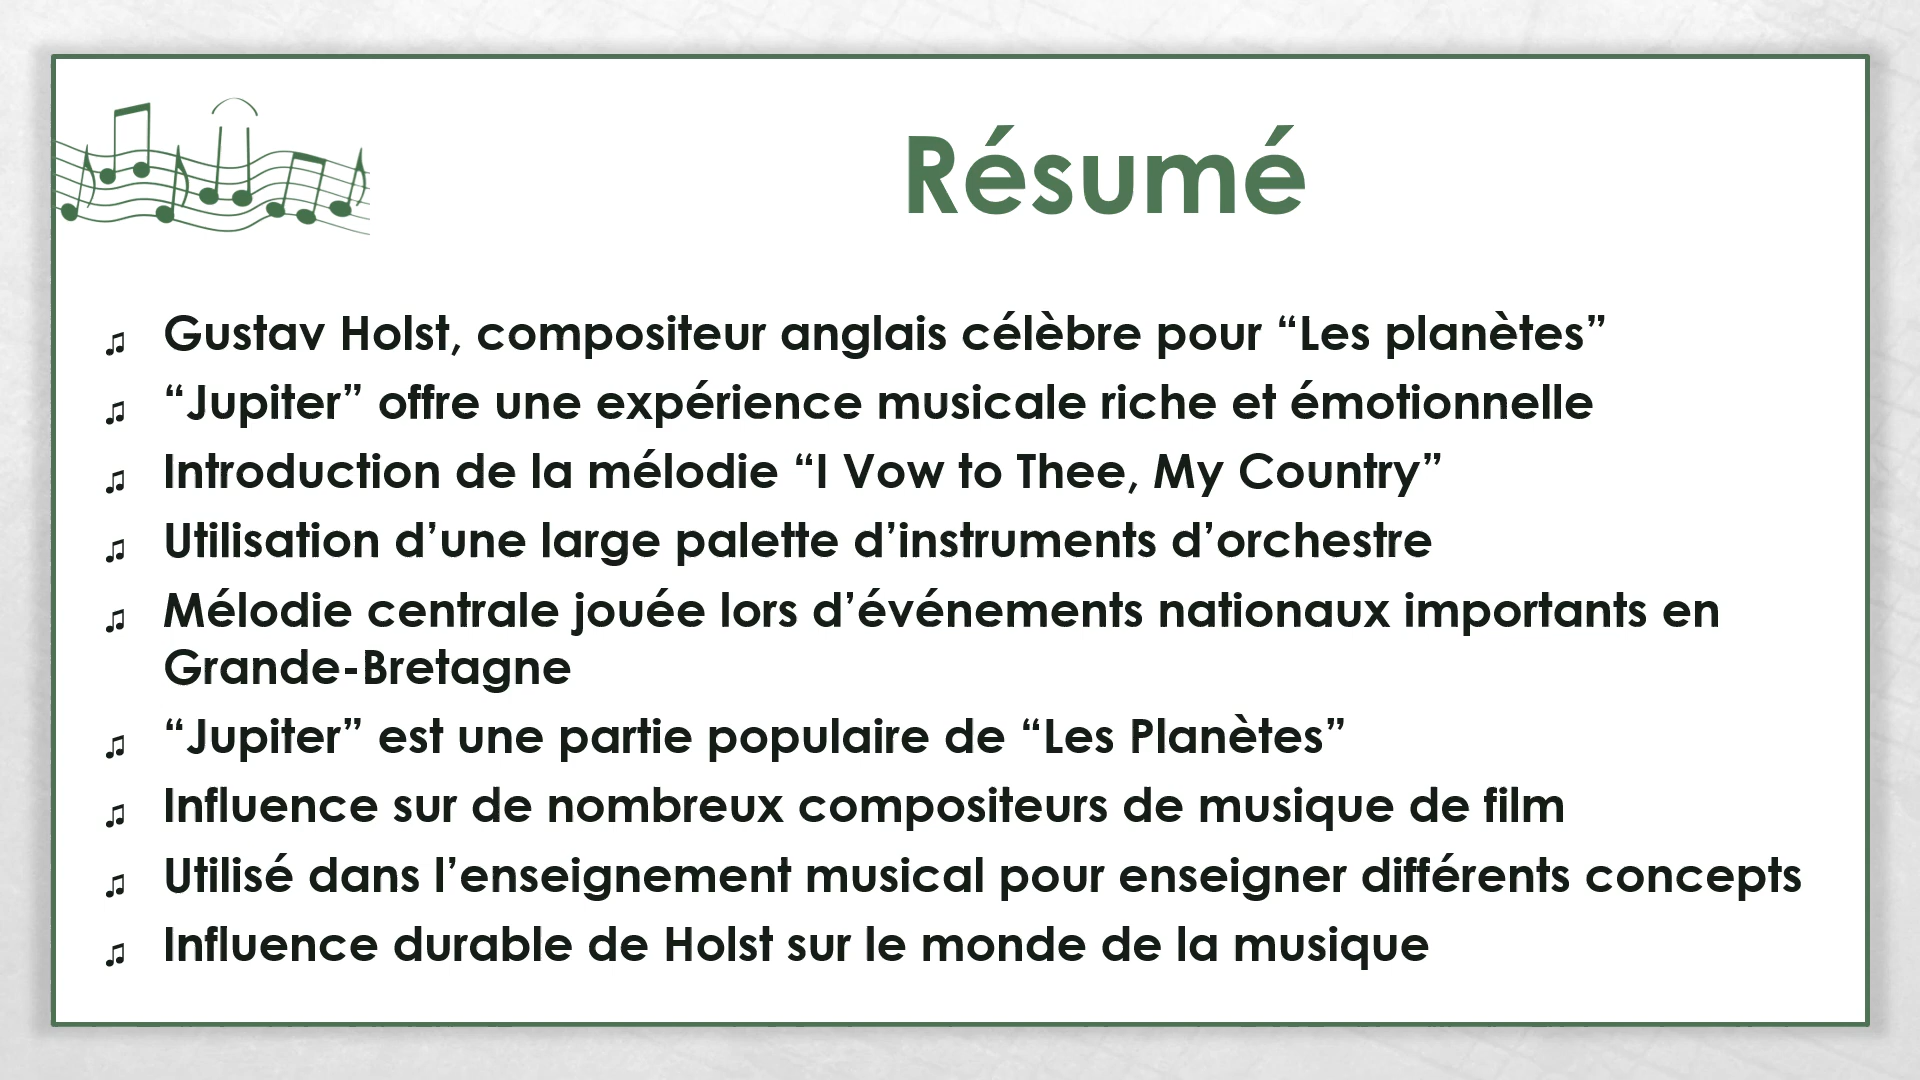 Résumé
♫ Gustav Holst, compositeur anglais célèbre pour “Les planètes”
♫ “Jupiter” offre une expérience musicale riche et émotionnelle
♫ Introduction de la mélodie “I Vow to Thee, My Country”
♫ Utilisation d’une large palette d’instruments d’orchestre
♫ Mélodie centrale jouée lors d’événements nationaux importants en
Grande-Bretagne
♫ “Jupiter” est une partie populaire de “Les Planètes”
♫ Influence sur de nombreux compositeurs de musique de film
♫ Utilisé dans l’enseignement musical pour enseigner différents concepts
♫ Influence durable de Holst sur le monde de la musique